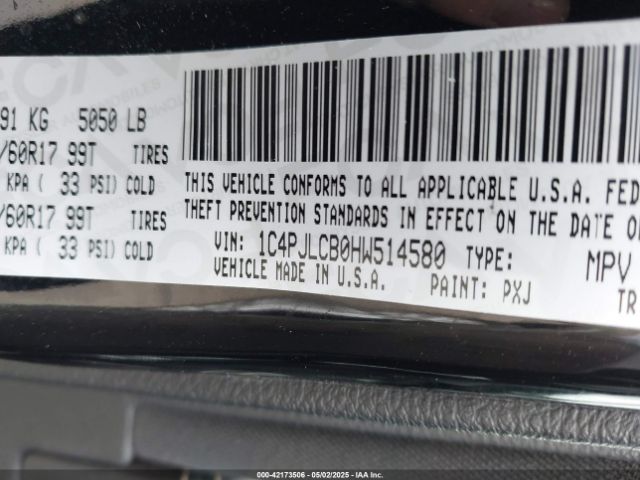 91 KG 5050 LB
/60R17 99T TIRES
KPA ( 33 PSI) COLD
/60R17 99T TIRES
KPA ( 33 PSI) COLD
THIS VEHICLE CONFORMS TO ALL APPLICABLE U.S.A. FED
THEFT PREVENTION STANDARDS IN EFFECT ON THE DATE O
VIN: 1C4PJLCB0HW514580 TYPE: MPV
VEHICLE MADE IN U.S.A. PAINT: PXJ TR
000-42173506 - 05/02/2025 - IAA Inc.